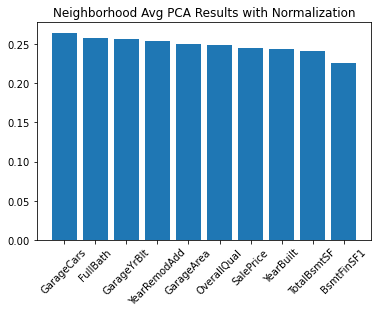 Neighborhood Avg PCA Results with Normalization
0.25
0.20
0.15
0.10
0.05
0.00
GarageCars
FullBath
GarageYrBlt
YearRemodAdd
GarageArea
OverallQual
SalePrice
YearBuilt
TotalBsmtSF
BsmtFinSF1